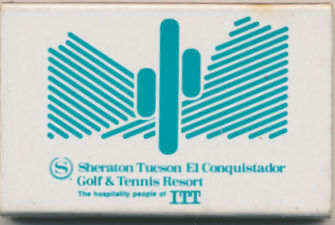 S Sheraton Tucson El Conquistador
Golf & Tennis Resort
The hospitality people of ITT